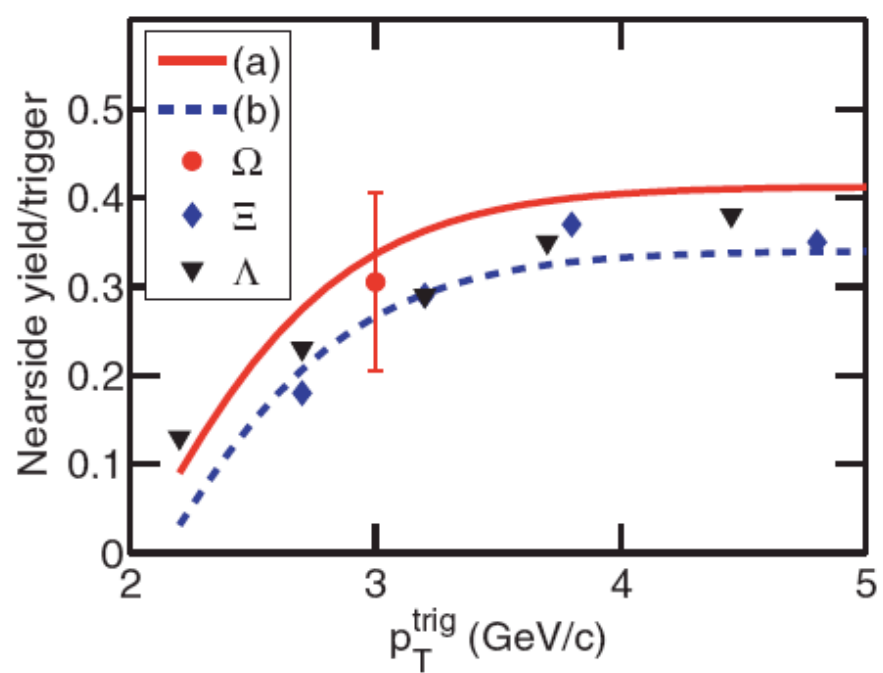 (a)
(b)
Ω
Ξ
Λ
Nearside yield/trigger
0.5
0.4
0.3
0.2
0.1
0
2
3
4
5
p_T^trig (GeV/c)